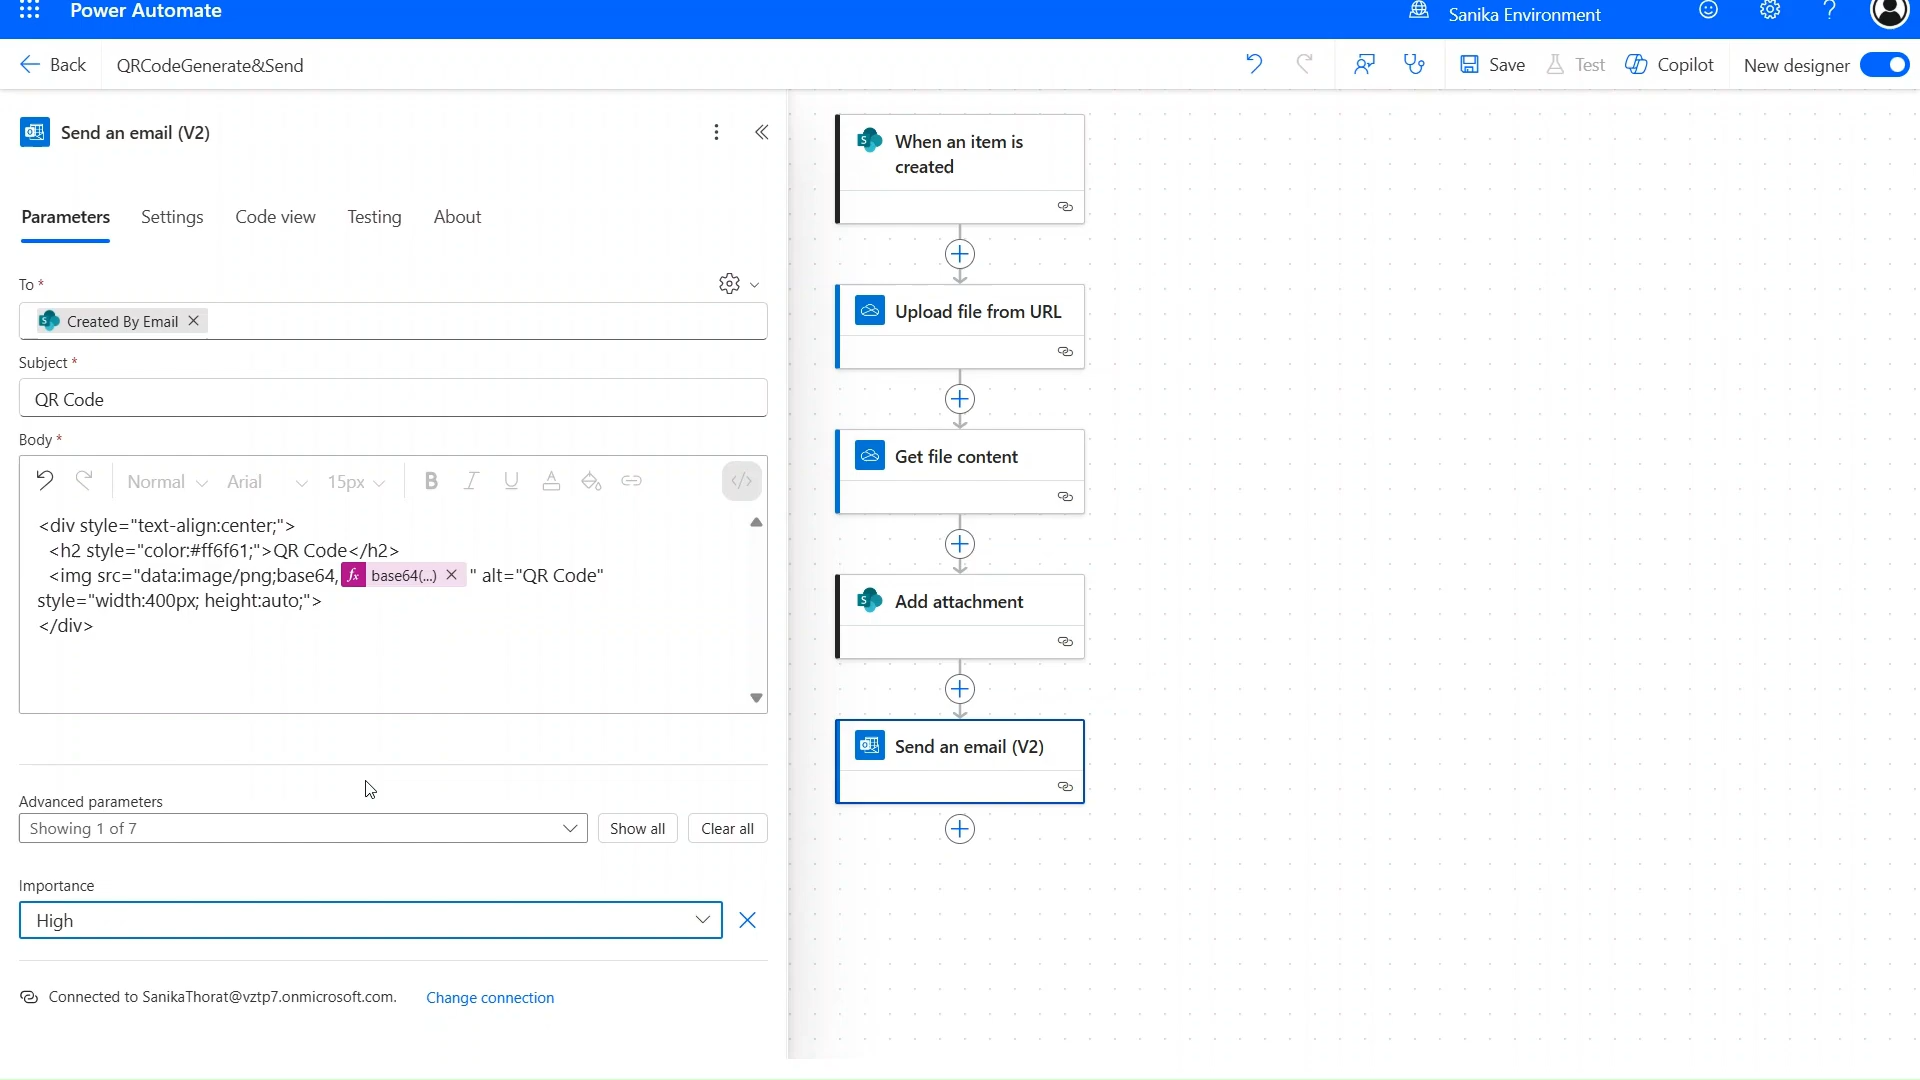 Power Automate
Sanika Environment
Back
QRCodeGenerate&Send
Save
Test
Copilot
New designer
Send an email (V2)
Parameters
Settings
Code view
Testing
About
To *
Created By Email
Subject *
QR Code
Body *
Normal
Arial
15px
B I U A </>
<div style="text-align:center;">
<h2 style="color:#ff6f61;">QR Code</h2>
<img src="data:image/png;base64, fx base64(...) " alt="QR Code"
style="width:400px; height:auto;">
</div>
Advanced parameters
Showing 1 of 7
Show all
Clear all
Importance
High
Connected to SanikaThorat@vztp7.onmicrosoft.com.
Change connection
When an item is
created
Upload file from URL
Get file content
Add attachment
Send an email (V2)